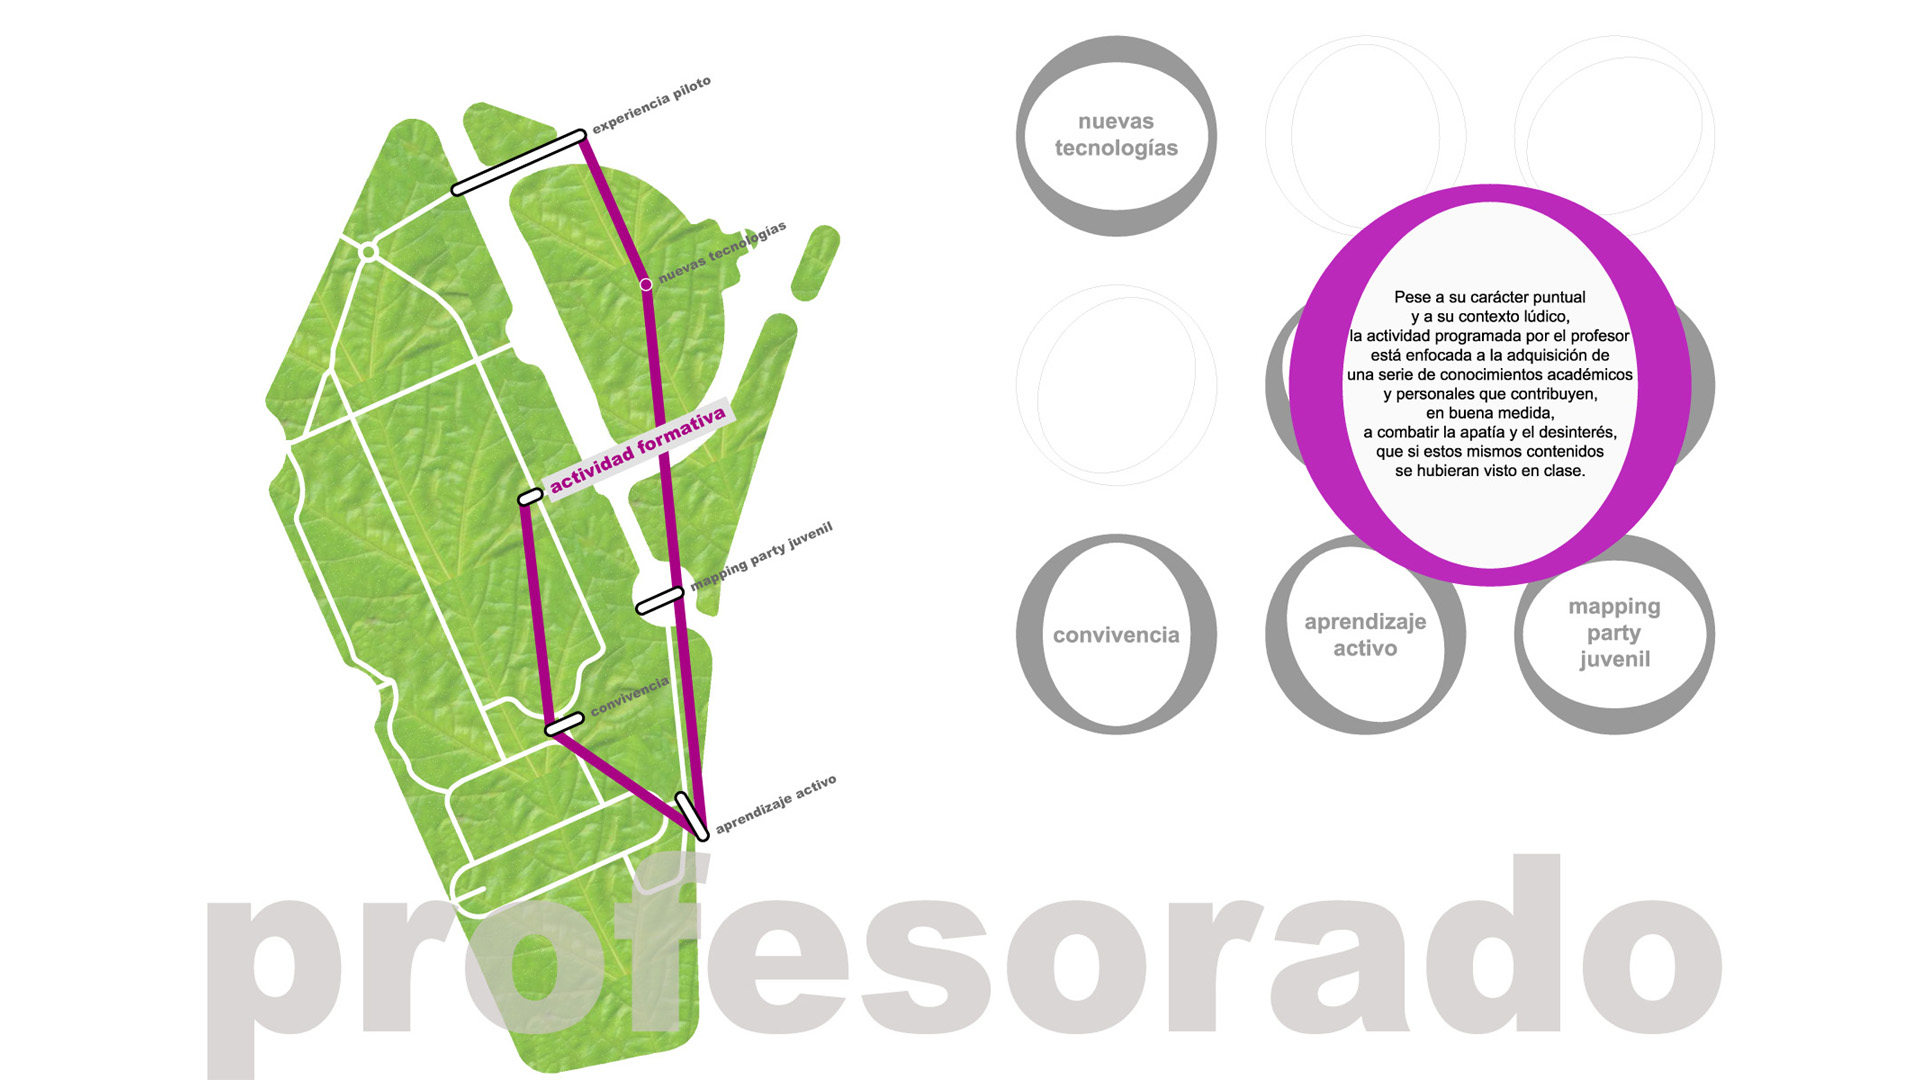 experiencia piloto
nuevas tecnologías
actividad formativa
mapping party juvenil
convivencia
aprendizaje activo
nuevas
tecnologías
Pese a su carácter puntual
y a su contexto lúdico,
la actividad programada por el profesor
está enfocada a la adquisición de
una serie de conocimientos académicos
y personales que contribuyen,
en buena medida,
a combatir la apatía y el desinterés,
que si estos mismos contenidos
se hubieran visto en clase.
convivencia
aprendizaje
activo
mapping
party
juvenil
profesorado